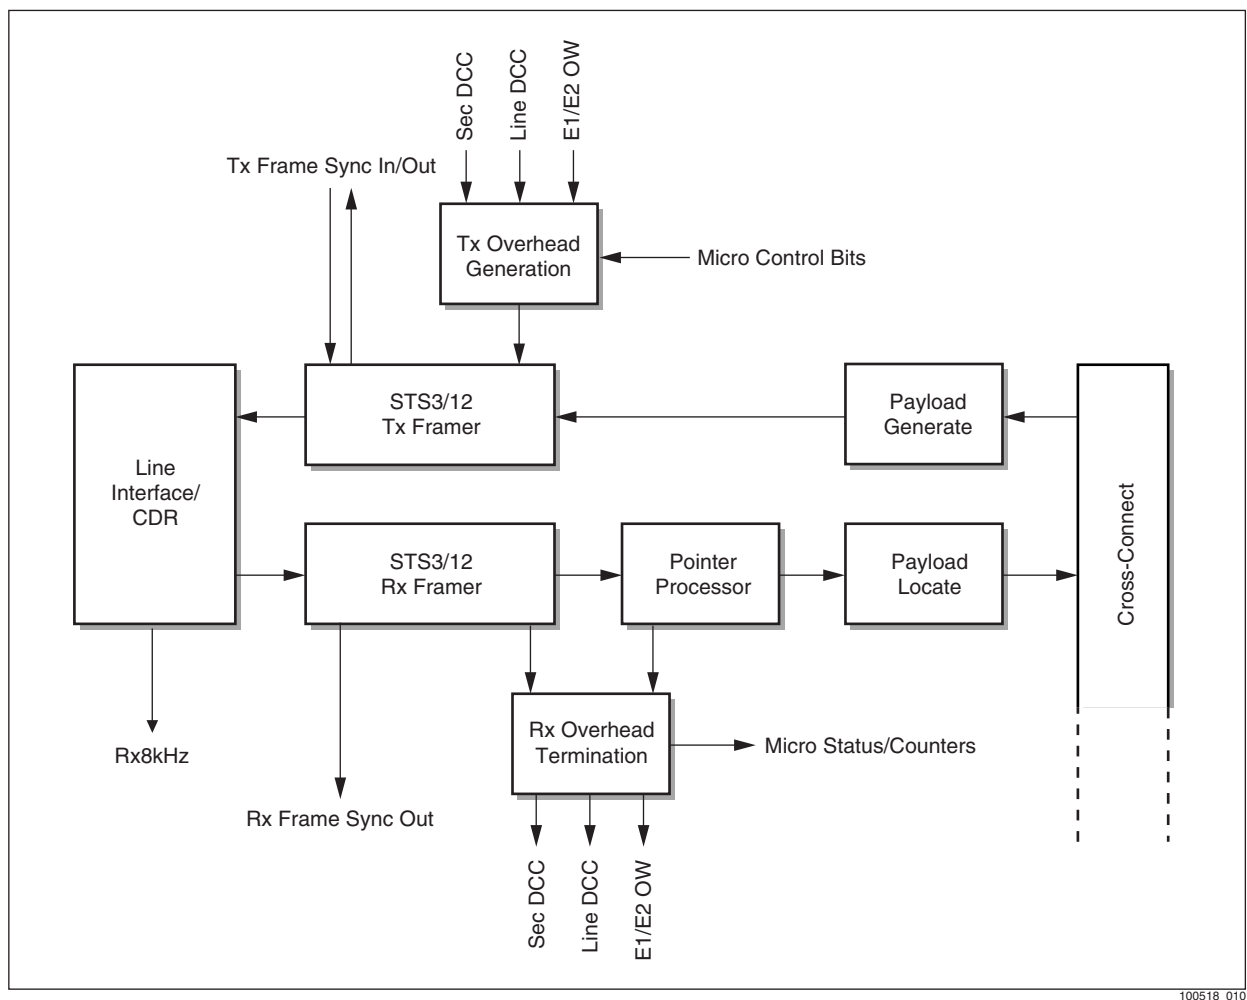 Sec DCC
Line DCC
E1/E2 OW
Tx Frame Sync In/Out
Tx Overhead
Generation
Micro Control Bits
STS3/12
Tx Framer
Payload
Generate
Line
Interface/
CDR
STS3/12
Rx Framer
Pointer
Processor
Payload
Locate
Cross-Connect
Rx Overhead
Termination
Micro Status/Counters
Rx8kHz
Rx Frame Sync Out
Sec DCC
Line DCC
E1/E2 OW
100518_010